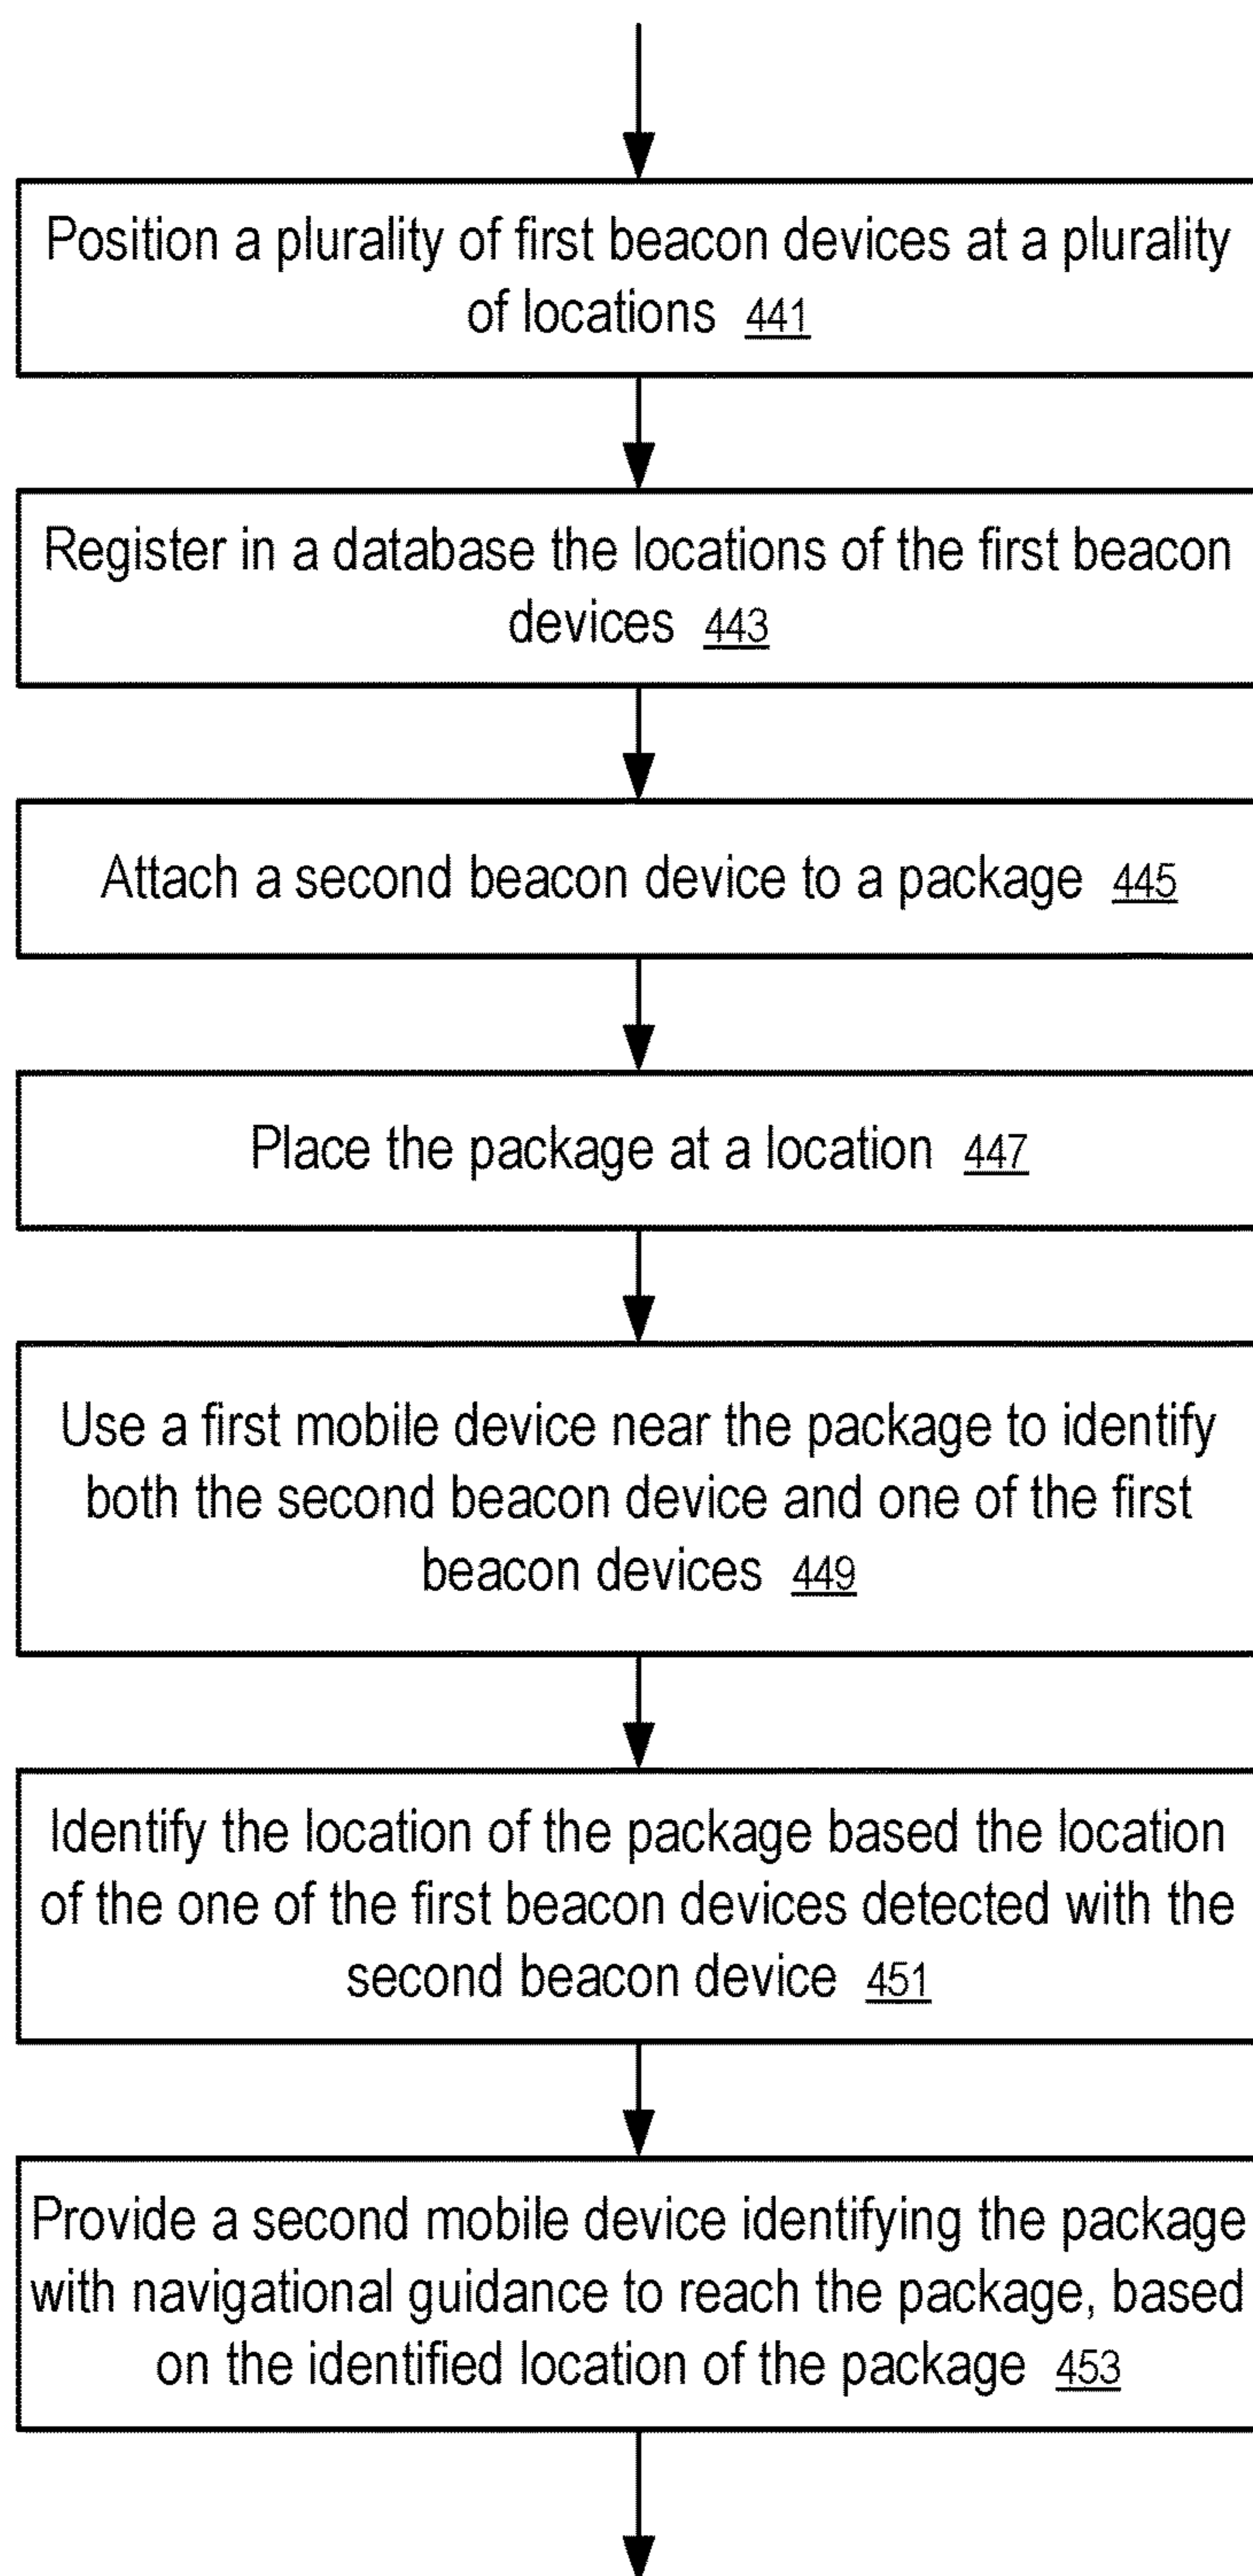 Position a plurality of first beacon devices at a plurality
of locations 441
Register in a database the locations of the first beacon
devices 443
Attach a second beacon device to a package 445
Place the package at a location 447
Use a first mobile device near the package to identify
both the second beacon device and one of the first
beacon devices 449
Identify the location of the package based the location
of the one of the first beacon devices detected with the
second beacon device 451
Provide a second mobile device identifying the package
with navigational guidance to reach the package, based
on the identified location of the package 453